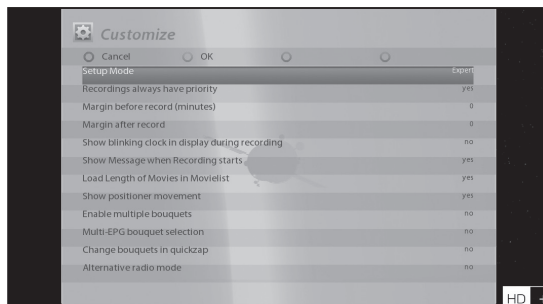 Customize
Cancel OK
Setup Mode Expert
Recordings always have priority yes
Margin before record (minutes) 0
Margin after record 0
Show blinking clock in display during recording no
Show Message when Recording starts yes
Load Length of Movies in Movielist yes
Show positioner movement yes
Enable multiple bouquets no
Multi-EPG bouquet selection no
Change bouquets in quickzap no
Alternative radio mode no
HD